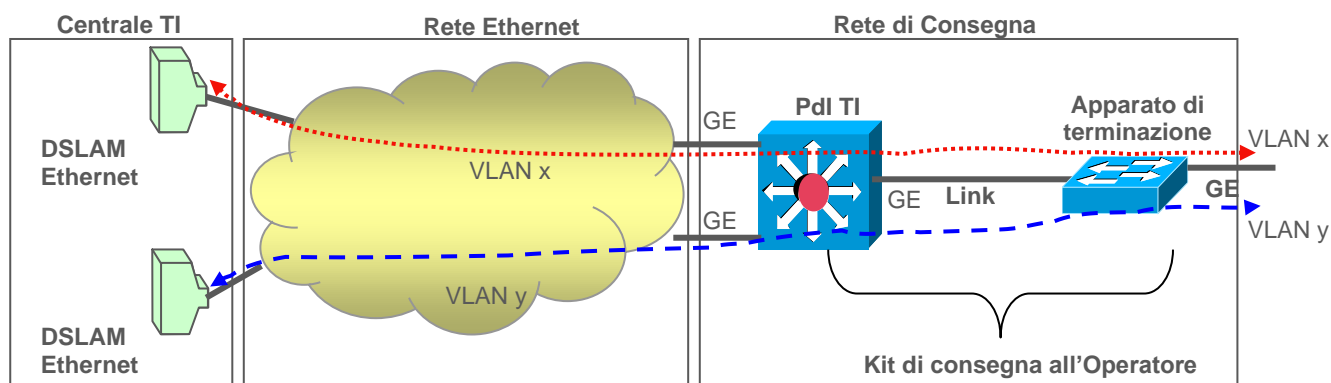 Centrale TI
Rete Ethernet
Rete di Consegna
DSLAM
Ethernet
VLAN x
GE
PdI TI
Apparato di
terminazione
VLAN x
GE
Link
GE
GE
VLAN y
VLAN y
DSLAM
Ethernet
Kit di consegna all’Operatore